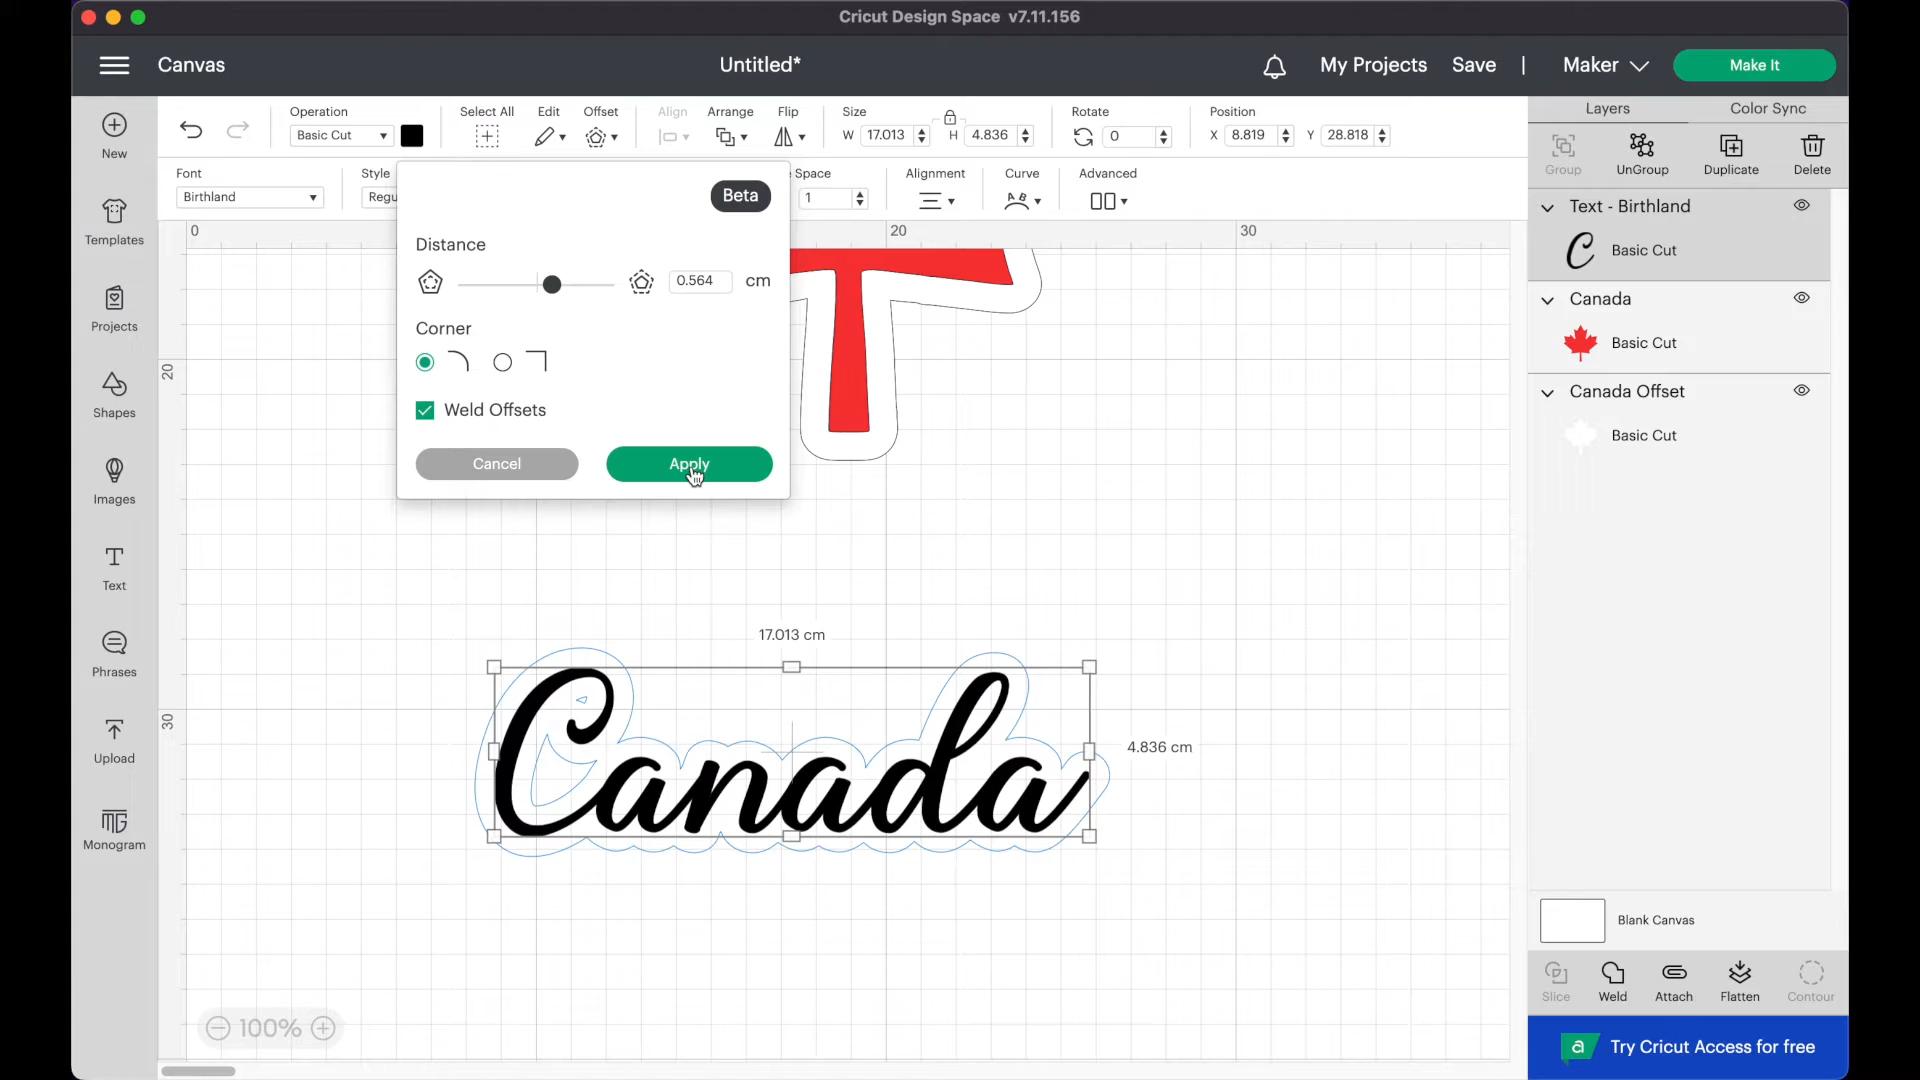 Cricut Design Space v7.11.156
Canvas
Untitled*
My Projects
Save
|
Maker
Make It
New
Templates
Projects
Shapes
Images
Text
Phrases
Upload
Monogram
Operation
Basic Cut
Select All
Edit
Offset
Align
Arrange
Flip
Size
W 17.013
H 4.836
Rotate
0
Position
X 8.819
Y 28.818
Font
Birthland
Style
Regu
Space
1
Alignment
Curve
Advanced
Beta
Distance
0.564 cm
Corner
Weld Offsets
Cancel
Apply
0
20
30
20
30
17.013 cm
4.836 cm
Canada
100%
Layers
Color Sync
Group
UnGroup
Duplicate
Delete
Text - Birthland
C
Basic Cut
Canada
Basic Cut
Canada Offset
Basic Cut
Blank Canvas
Slice
Weld
Attach
Flatten
Contour
a
Try Cricut Access for free